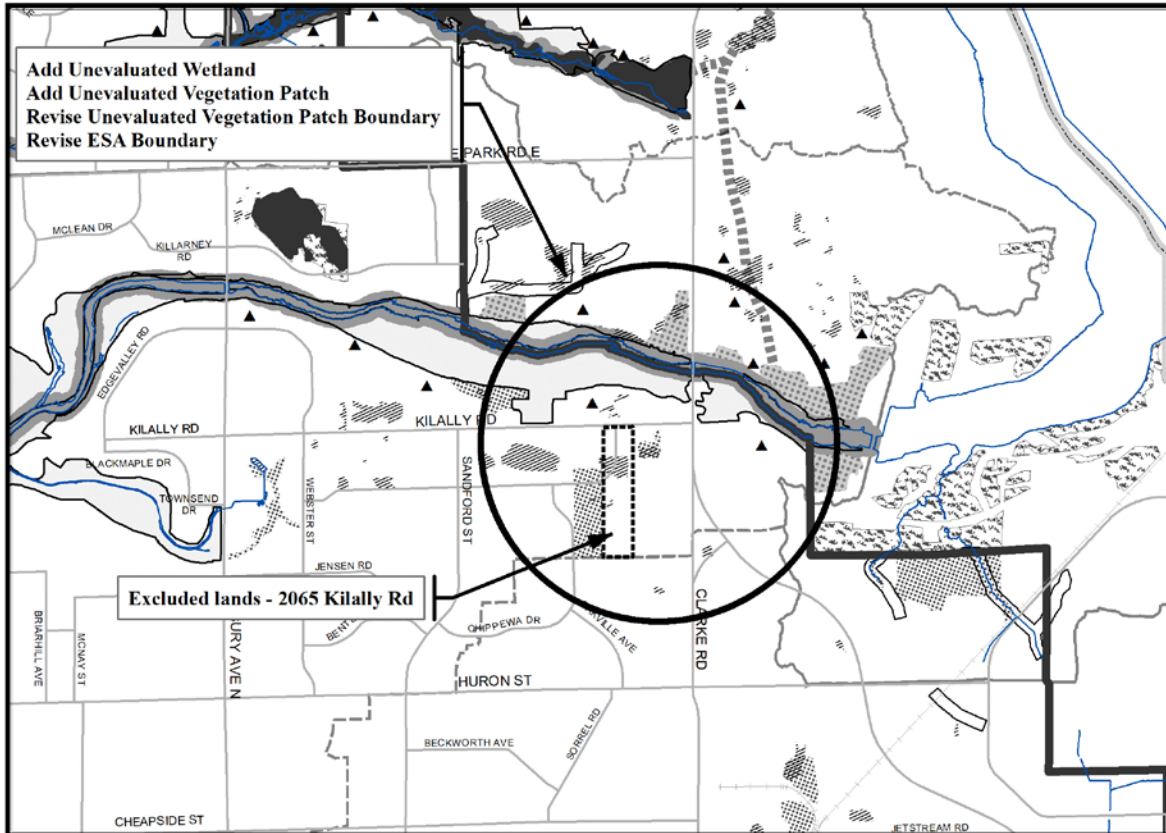 Add Unevaluated Wetland
Add Unevaluated Vegetation Patch
Revise Unevaluated Vegetation Patch Boundary
Revise ESA Boundary
E PARK RD E
MCLEAN DR
KILLARNEY
RD
EDGEVALLEY RD
KILALLY RD
KILALLY RD
BLACKMAPLE DR
TOWNSEND
DR
WEBSTER ST
SANDFORD ST
JENSEN RD
Excluded lands - 2065 Kilally Rd
BENT
CHIPPEWA DR
AVILLE AVE
CLARKE RD
BRIARHILL AVE
MCNAY ST
BURY AVE N
HURON ST
BECKWORTH AVE
SORREL RD
CHEAPSIDE ST
JETSTREAM RD